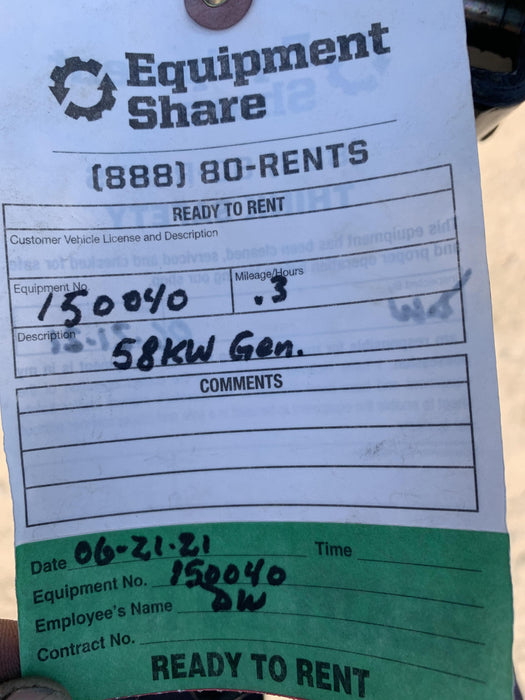 Equipment
Share
(888) 80-RENTS
READY TO RENT
Customer Vehicle License and Description
Equipment No. 150040 Mileage/Hours .3
Description 58KW Gen.
COMMENTS
Date 06-21-21 Time
Equipment No. 150040
Employee's Name DW
Contract No.
READY TO RENT